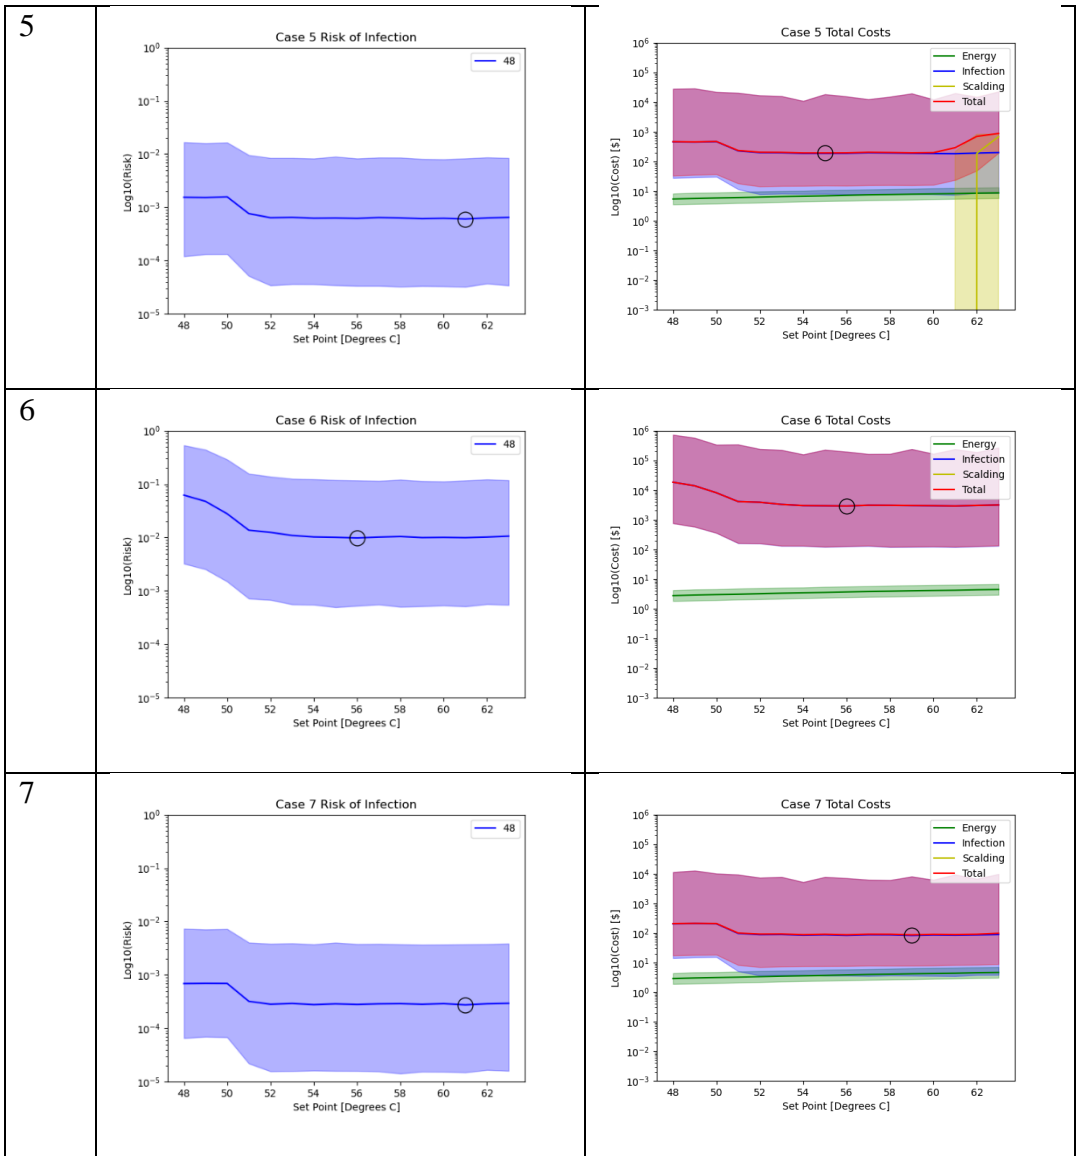 5
Case 5 Risk of Infection
10^0
10^-1
10^-2
10^-3
10^-4
10^-5
Log10(Risk)
48
48 50 52 54 56 58 60 62
Set Point [Degrees C]
Case 5 Total Costs
10^6
10^5
10^4
10^3
10^2
10^1
10^0
10^-1
10^-2
10^-3
Log10(Cost) [$]
Energy
Infection
Scalding
Total
48 50 52 54 56 58 60 62
Set Point [Degrees C]
6
Case 6 Risk of Infection
10^0
10^-1
10^-2
10^-3
10^-4
10^-5
Log10(Risk)
48
48 50 52 54 56 58 60 62
Set Point [Degrees C]
Case 6 Total Costs
10^6
10^5
10^4
10^3
10^2
10^1
10^0
10^-1
10^-2
10^-3
Log10(Cost) [$]
Energy
Infection
Scalding
Total
48 50 52 54 56 58 60 62
Set Point [Degrees C]
7
Case 7 Risk of Infection
10^0
10^-1
10^-2
10^-3
10^-4
10^-5
Log10(Risk)
48
48 50 52 54 56 58 60 62
Set Point [Degrees C]
Case 7 Total Costs
10^6
10^5
10^4
10^3
10^2
10^1
10^0
10^-1
10^-2
10^-3
Log10(Cost) [$]
Energy
Infection
Scalding
Total
48 50 52 54 56 58 60 62
Set Point [Degrees C]